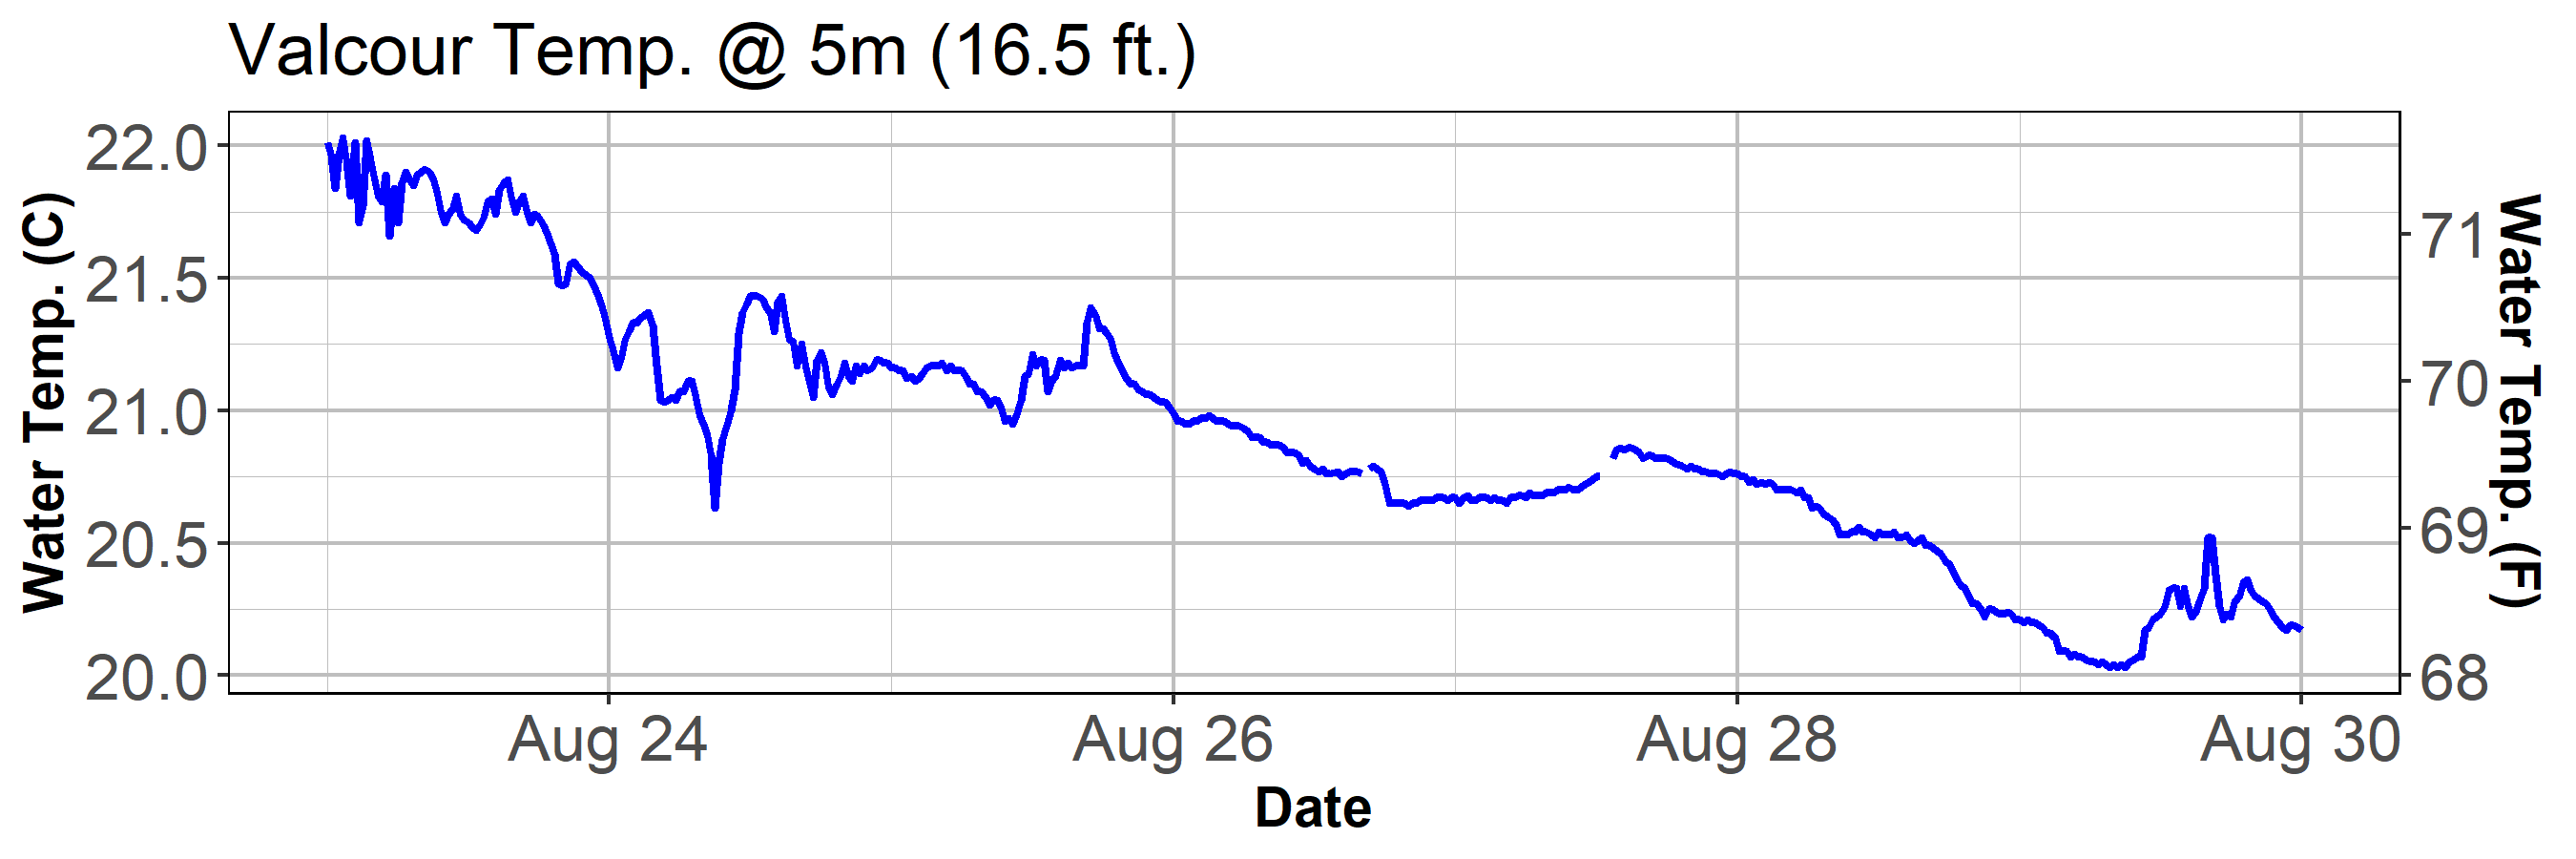 Valcour Temp. @ 5m (16.5 ft.)
Water Temp. (C)
22.0
21.5
21.0
20.5
20.0
71
70
69
68
Water Temp. (F)
Aug 24
Aug 26
Aug 28
Aug 30
Date